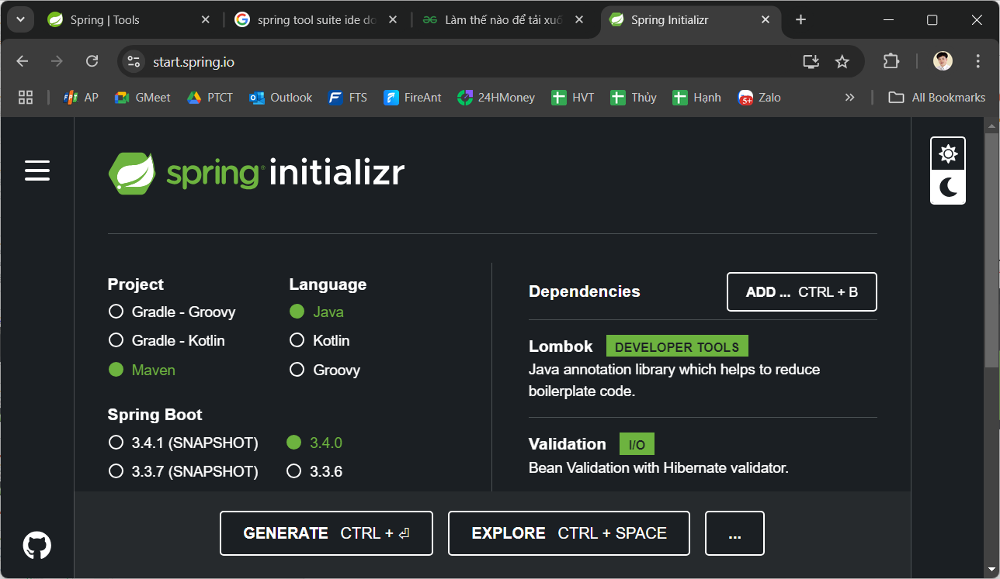 Spring | Tools
spring tool suite ide do
Làm thế nào để tải xuố
Spring Initializr
start.spring.io
AP
GMeet
PTCT
Outlook
FTS
FireAnt
24HMoney
HVT
Thủy
Hạnh
5+
Zalo
All Bookmarks
spring initializr
Project
Gradle - Groovy
Gradle - Kotlin
Maven
Language
Java
Kotlin
Groovy
Spring Boot
3.4.1 (SNAPSHOT)
3.4.0
3.3.7 (SNAPSHOT)
3.3.6
Dependencies
ADD ... CTRL + B
Lombok DEVELOPER TOOLS
Java annotation library which helps to reduce
boilerplate code.
Validation I/O
Bean Validation with Hibernate validator.
GENERATE CTRL + ⏎
EXPLORE CTRL + SPACE
...